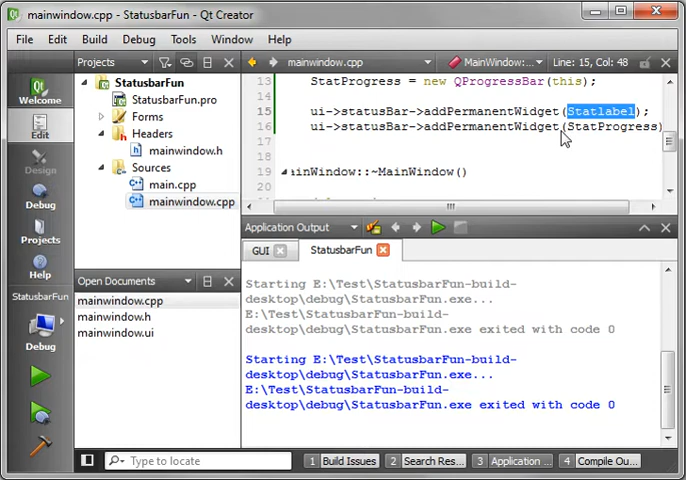 mainwindow.cpp - StatusbarFun - Qt Creator
File Edit Build Debug Tools Window Help
Projects mainwindow.cpp MainWindow:... Line: 15, Col: 48
Welcome
Edit
Design
Debug
Projects
Help
StatusbarFun
Debug
StatusbarFun
StatusbarFun.pro
Forms
Headers
mainwindow.h
Sources
main.cpp
mainwindow.cpp
13 StatProgress = new QProgressBar(this);
14
15 ui->statusBar->addPermanentWidget(Statlabel);
16 ui->statusBar->addPermanentWidget(StatProgress)
17
18
19 ainWindow::~MainWindow()
20
Application Output
GUI StatusbarFun
Open Documents
mainwindow.cpp
mainwindow.h
mainwindow.ui
Starting E:\Test\StatusbarFun-build-
desktop\debug\StatusbarFun.exe...
E:\Test\StatusbarFun-build-
desktop\debug\StatusbarFun.exe exited with code 0
Starting E:\Test\StatusbarFun-build-
desktop\debug\StatusbarFun.exe...
E:\Test\StatusbarFun-build-
desktop\debug\StatusbarFun.exe exited with code 0
Type to locate 1 Build Issues 2 Search Res... 3 Application ... 4 Compile Ou...